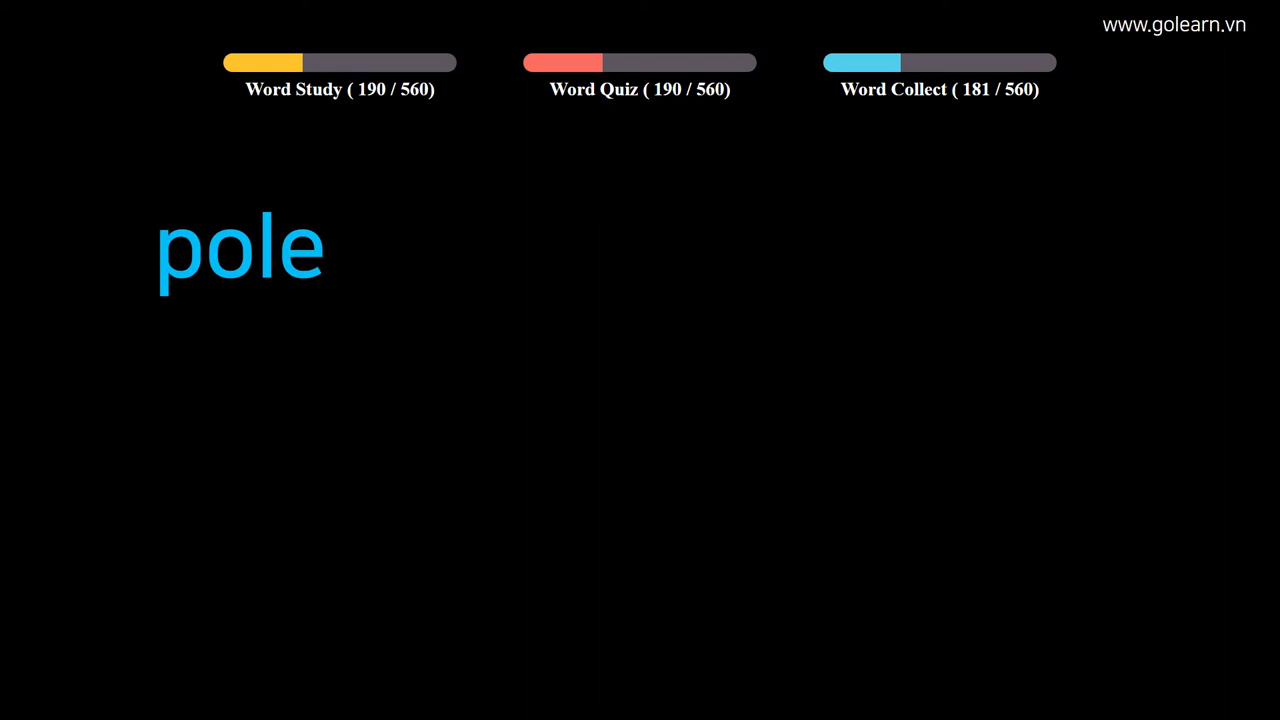 www.golearn.vn
Word Study ( 190 / 560)
Word Quiz ( 190 / 560)
Word Collect ( 181 / 560)
pole